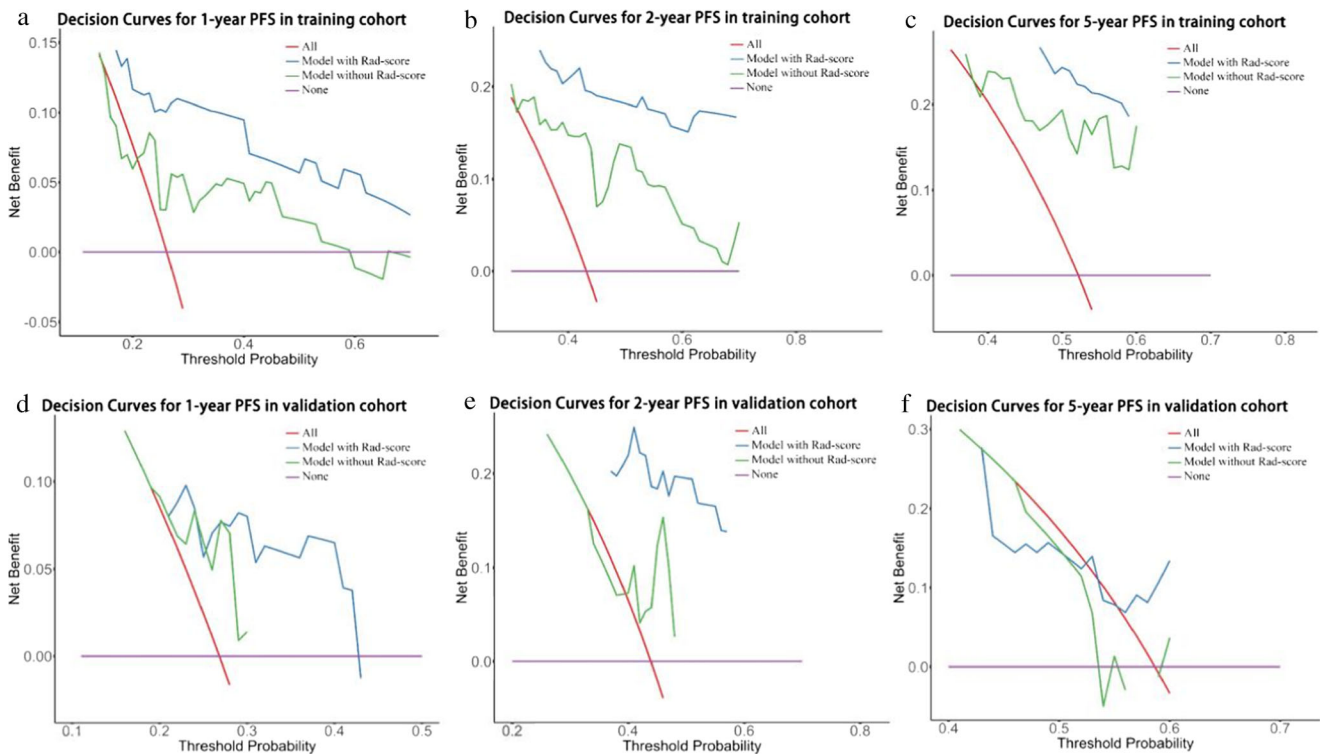 a
Decision Curves for 1-year PFS in training cohort
All
Model with Rad-score
Model without Rad-score
None
0.15
0.10
0.05
0.00
-0.05
Net Benefit
0.2
0.4
0.6
Threshold Probability
b
Decision Curves for 2-year PFS in training cohort
All
Model with Rad-score
Model without Rad-score
None
0.2
0.1
0.0
Net Benefit
0.4
0.6
0.8
Threshold Probability
c
Decision Curves for 5-year PFS in training cohort
All
Model with Rad-score
Model without Rad-score
None
0.2
0.1
0.0
Net Benefit
0.4
0.5
0.6
0.7
0.8
Threshold Probability
d
Decision Curves for 1-year PFS in validation cohort
All
Model with Rad-score
Model without Rad-score
None
0.10
0.05
0.00
Net Benefit
0.1
0.2
0.3
0.4
0.5
Threshold Probability
e
Decision Curves for 2-year PFS in validation cohort
All
Model with Rad-score
Model without Rad-score
None
0.2
0.1
0.0
Net Benefit
0.2
0.4
0.6
0.8
Threshold Probability
f
Decision Curves for 5-year PFS in validation cohort
All
Model with Rad-score
Model without Rad-score
None
0.3
0.2
0.1
0.0
Net Benefit
0.4
0.5
0.6
0.7
Threshold Probability